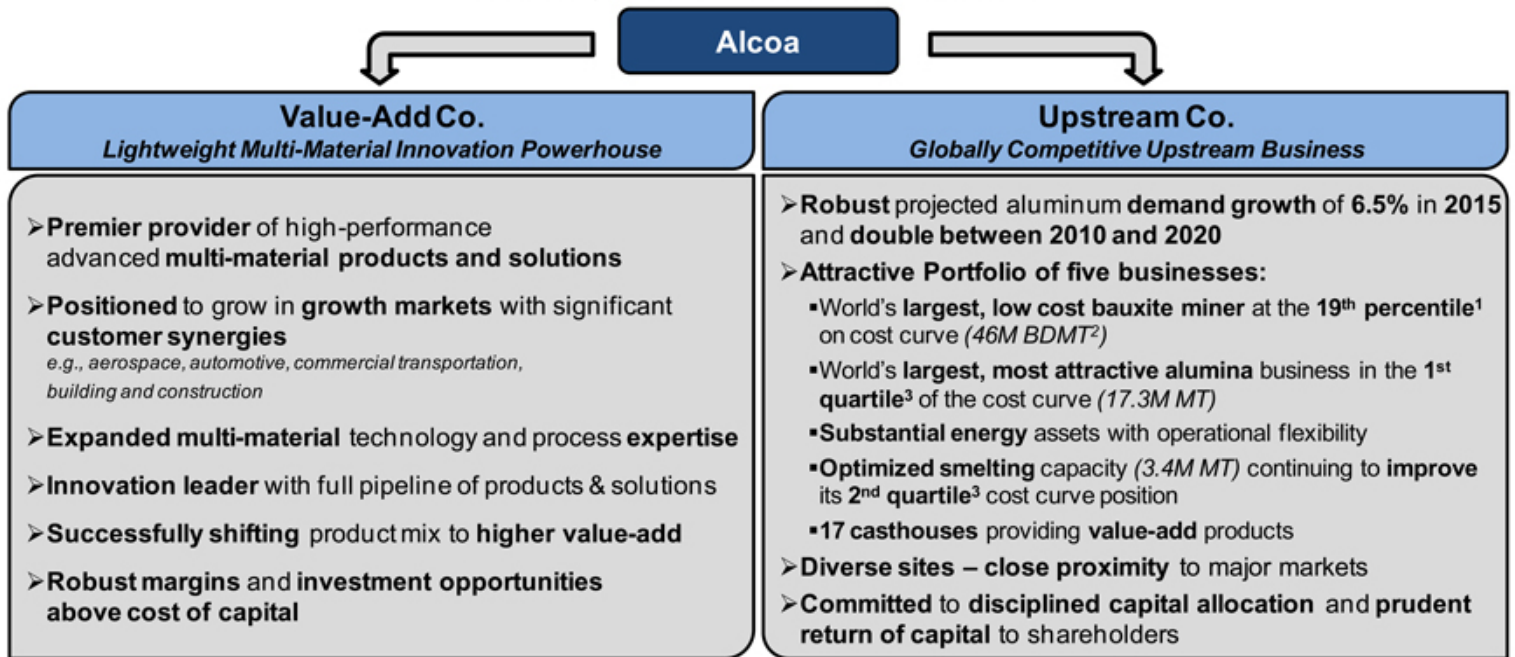 Alcoa
Value-Add Co.
Lightweight Multi-Material Innovation Powerhouse
➢Premier provider of high-performance
advanced multi-material products and solutions
➢Positioned to grow in growth markets with significant
customer synergies
e.g., aerospace, automotive, commercial transportation,
building and construction
➢Expanded multi-material technology and process expertise
➢Innovation leader with full pipeline of products & solutions
➢Successfully shifting product mix to higher value-add
➢Robust margins and investment opportunities
above cost of capital
Upstream Co.
Globally Competitive Upstream Business
➢Robust projected aluminum demand growth of 6.5% in 2015
and double between 2010 and 2020
➢Attractive Portfolio of five businesses:
▪World’s largest, low cost bauxite miner at the 19th percentile¹
on cost curve (46M BDMT²)
▪World’s largest, most attractive alumina business in the 1st
quartile³ of the cost curve (17.3M MT)
▪Substantial energy assets with operational flexibility
▪Optimized smelting capacity (3.4M MT) continuing to improve
its 2nd quartile³ cost curve position
▪17 casthouses providing value-add products
➢Diverse sites – close proximity to major markets
➢Committed to disciplined capital allocation and prudent
return of capital to shareholders